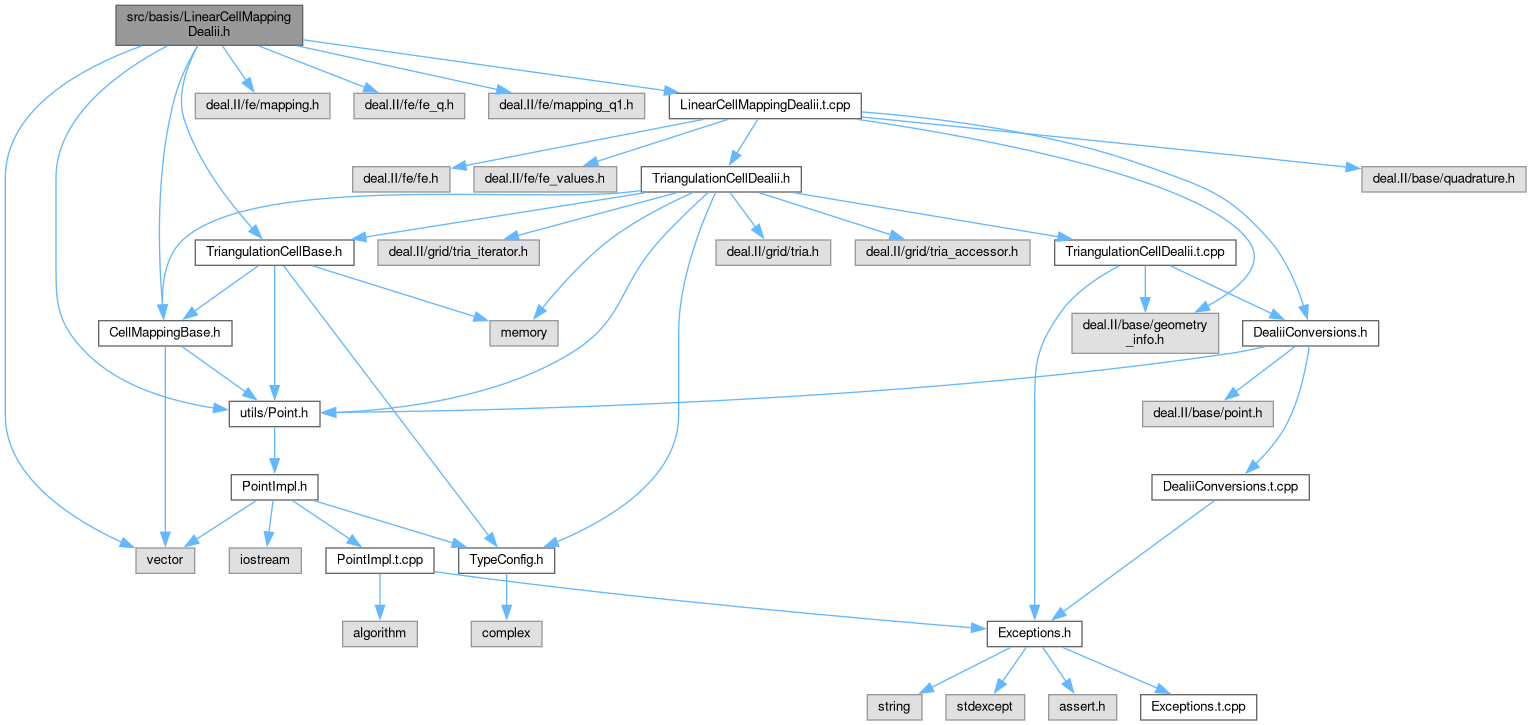 src/basis/LinearCellMapping
Dealii.h
deal.II/fe/mapping.h
deal.II/fe/fe_q.h
deal.II/fe/mapping_q1.h
LinearCellMappingDealii.t.cpp
deal.II/fe/fe.h
deal.II/fe/fe_values.h
TriangulationCellDealii.h
deal.II/base/quadrature.h
TriangulationCellBase.h
deal.II/grid/tria_iterator.h
deal.II/grid/tria.h
deal.II/grid/tria_accessor.h
TriangulationCellDealii.t.cpp
CellMappingBase.h
memory
deal.II/base/geometry
_info.h
DealiiConversions.h
utils/Point.h
deal.II/base/point.h
PointImpl.h
DealiiConversions.t.cpp
vector
iostream
PointImpl.t.cpp
TypeConfig.h
algorithm
complex
Exceptions.h
string
stdexcept
assert.h
Exceptions.t.cpp